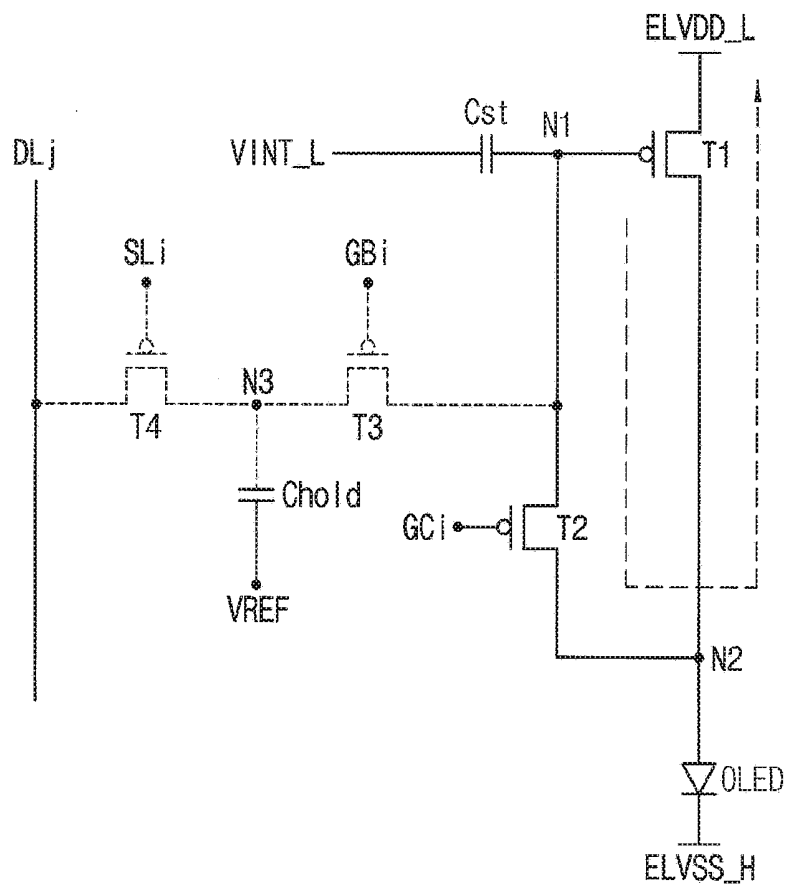 ELVDD_L
Cst
N1
DLj
VINT_L
T1
SLi
GBi
N3
T4
T3
Chold
GCi
T2
VREF
N2
OLED
ELVSS_H